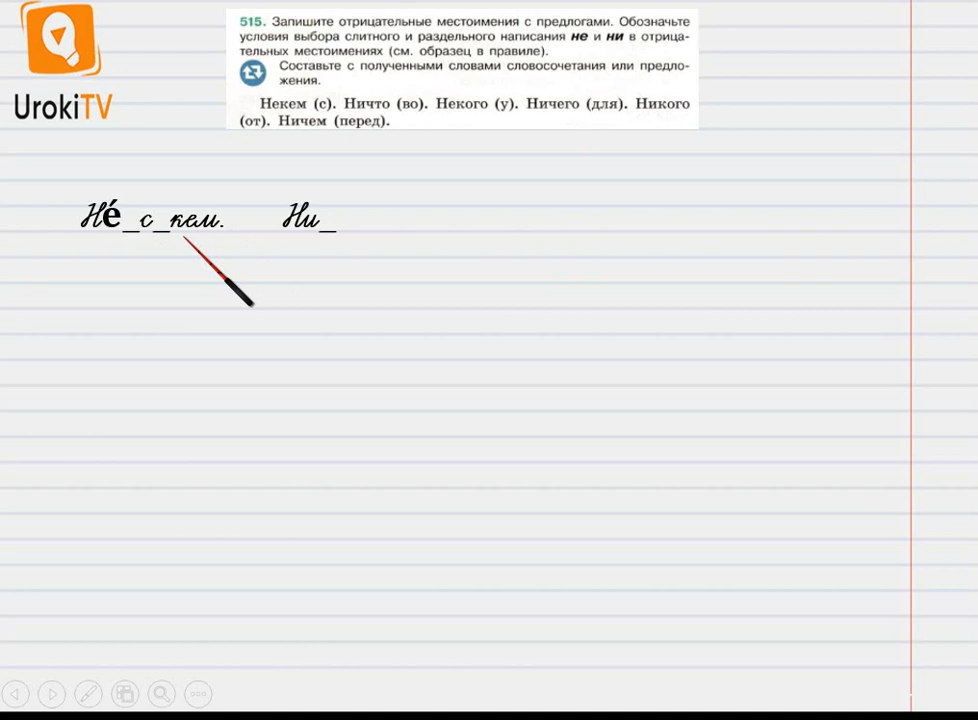 UrokiTV
515. Запишите отрицательные местоимения с предлогами. Обозначьте
условия выбора слитного и раздельного написания не и ни в отрица-
тельных местоимениях (см. образец в правиле).
Составьте с полученными словами словосочетания или предло-
жения.
Некем (с). Ничто (во). Некого (у). Ничего (для). Никого
(от). Ничем (перед).
Не́_с_кем. Ни_